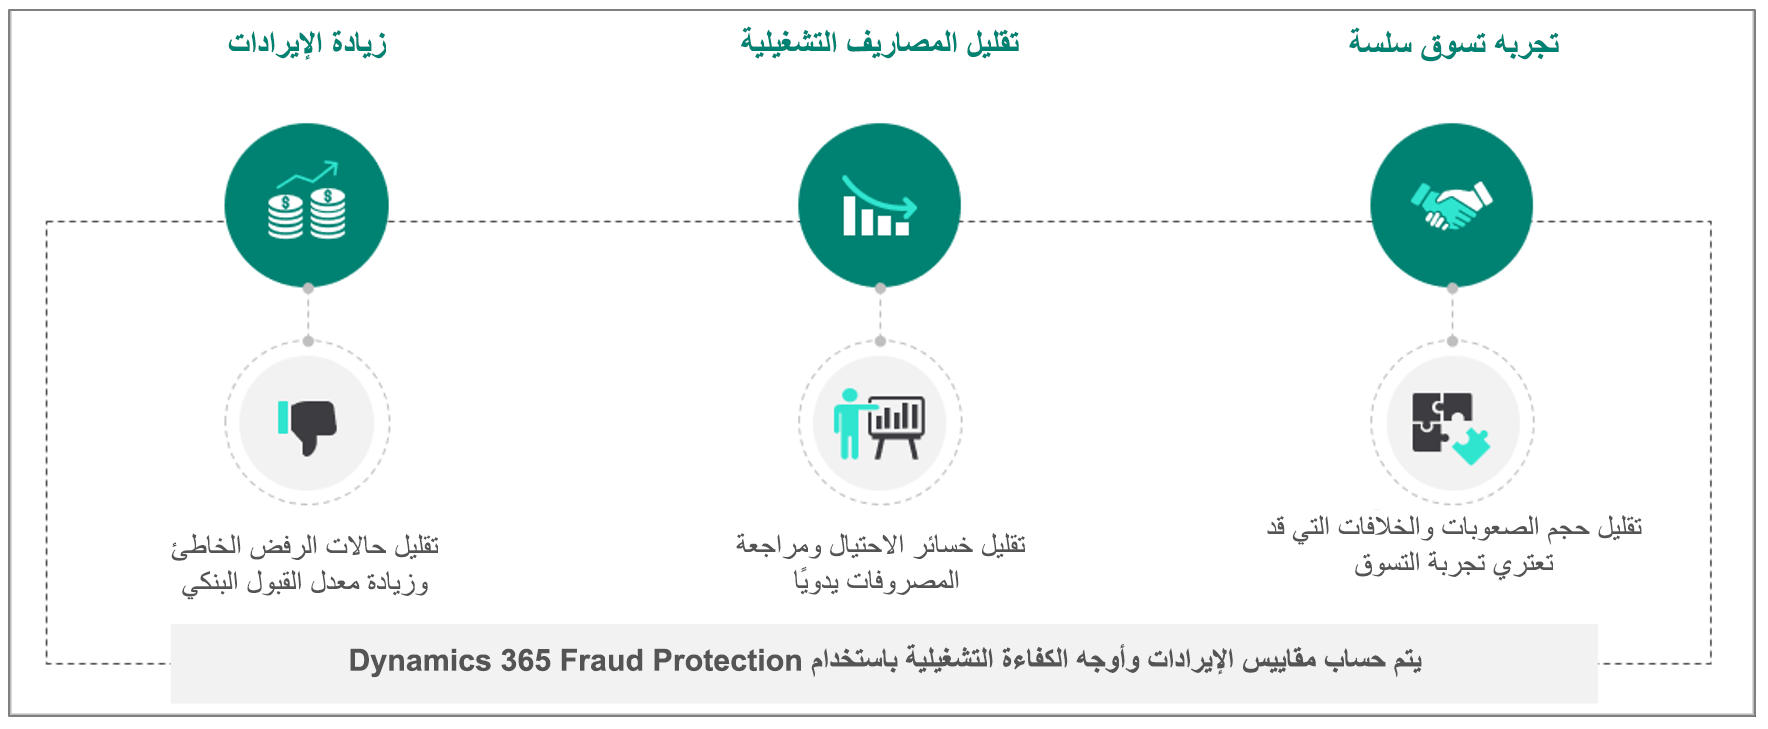 تجربه تسوق سلسة
تقليل المصاريف التشغيلية
زيادة الإيرادات
تقليل حجم الصعوبات والخلافات التي قد
تعتري تجربة التسوق
تقليل خسائر الاحتيال ومراجعة
المصروفات يدويًا
تقليل حالات الرفض الخاطئ
وزيادة معدل القبول البنكي
يتم حساب مقاييس الإيرادات وأوجه الكفاءة التشغيلية باستخدام Dynamics 365 Fraud Protection